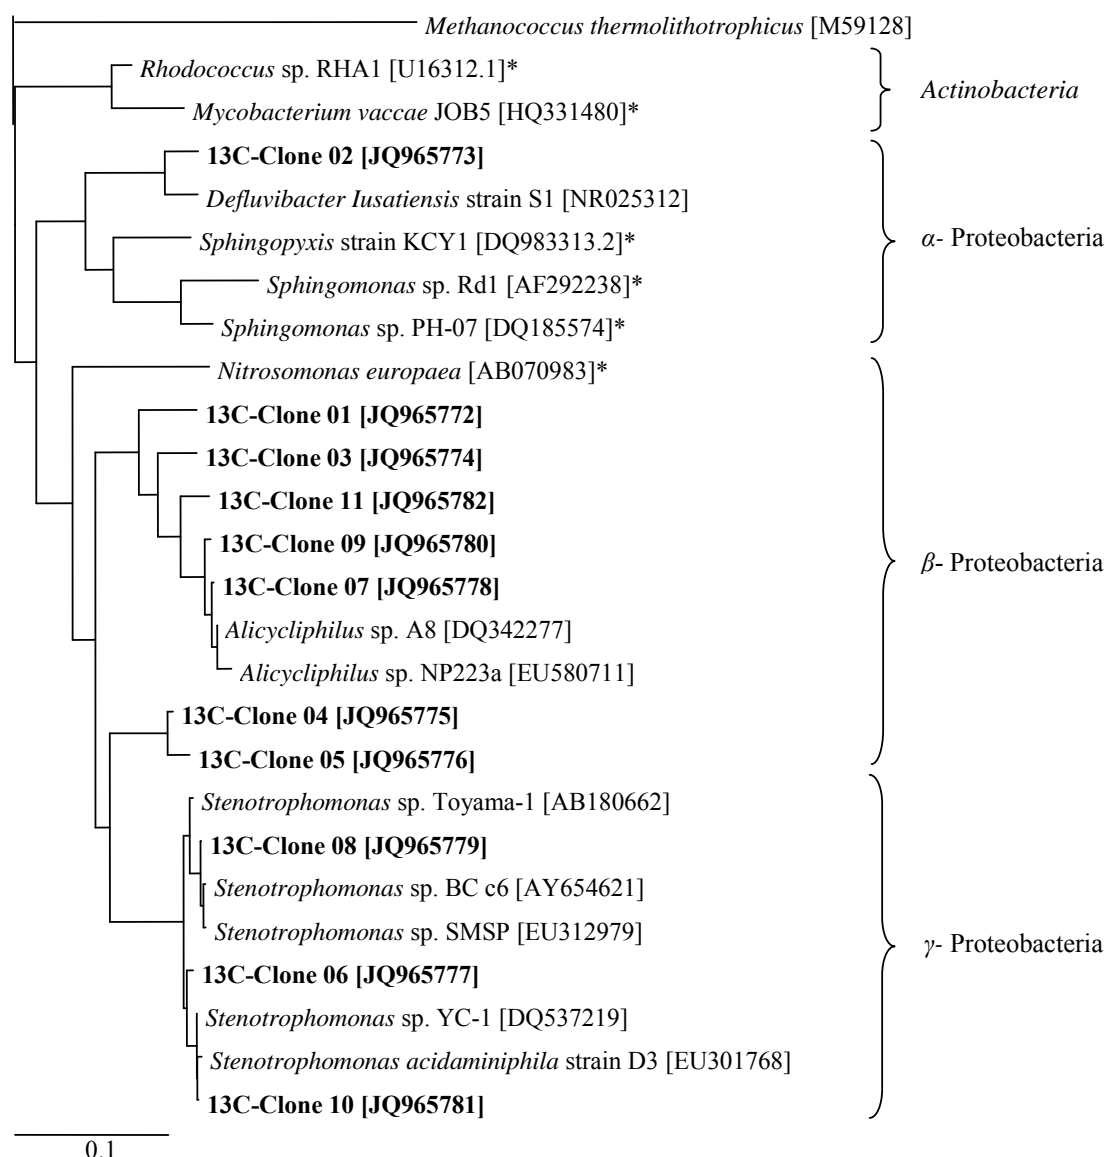 Methanococcus thermolithotrophicus [M59128]
Rhodococcus sp. RHA1 [U16312.1]*
Actinobacteria
Mycobacterium vaccae JOB5 [HQ331480]*
13C-Clone 02 [JQ965773]
Defluvibacter Iusatiensis strain S1 [NR025312]
Sphingopyxis strain KCY1 [DQ983313.2]*
α- Proteobacteria
Sphingomonas sp. Rd1 [AF292238]*
Sphingomonas sp. PH-07 [DQ185574]*
Nitrosomonas europaea [AB070983]*
13C-Clone 01 [JQ965772]
13C-Clone 03 [JQ965774]
13C-Clone 11 [JQ965782]
13C-Clone 09 [JQ965780]
β- Proteobacteria
13C-Clone 07 [JQ965778]
Alicycliphilus sp. A8 [DQ342277]
Alicycliphilus sp. NP223a [EU580711]
13C-Clone 04 [JQ965775]
13C-Clone 05 [JQ965776]
Stenotrophomonas sp. Toyama-1 [AB180662]
13C-Clone 08 [JQ965779]
Stenotrophomonas sp. BC c6 [AY654621]
Stenotrophomonas sp. SMSP [EU312979]
γ- Proteobacteria
13C-Clone 06 [JQ965777]
Stenotrophomonas sp. YC-1 [DQ537219]
Stenotrophomonas acidaminiphila strain D3 [EU301768]
13C-Clone 10 [JQ965781]
0.1